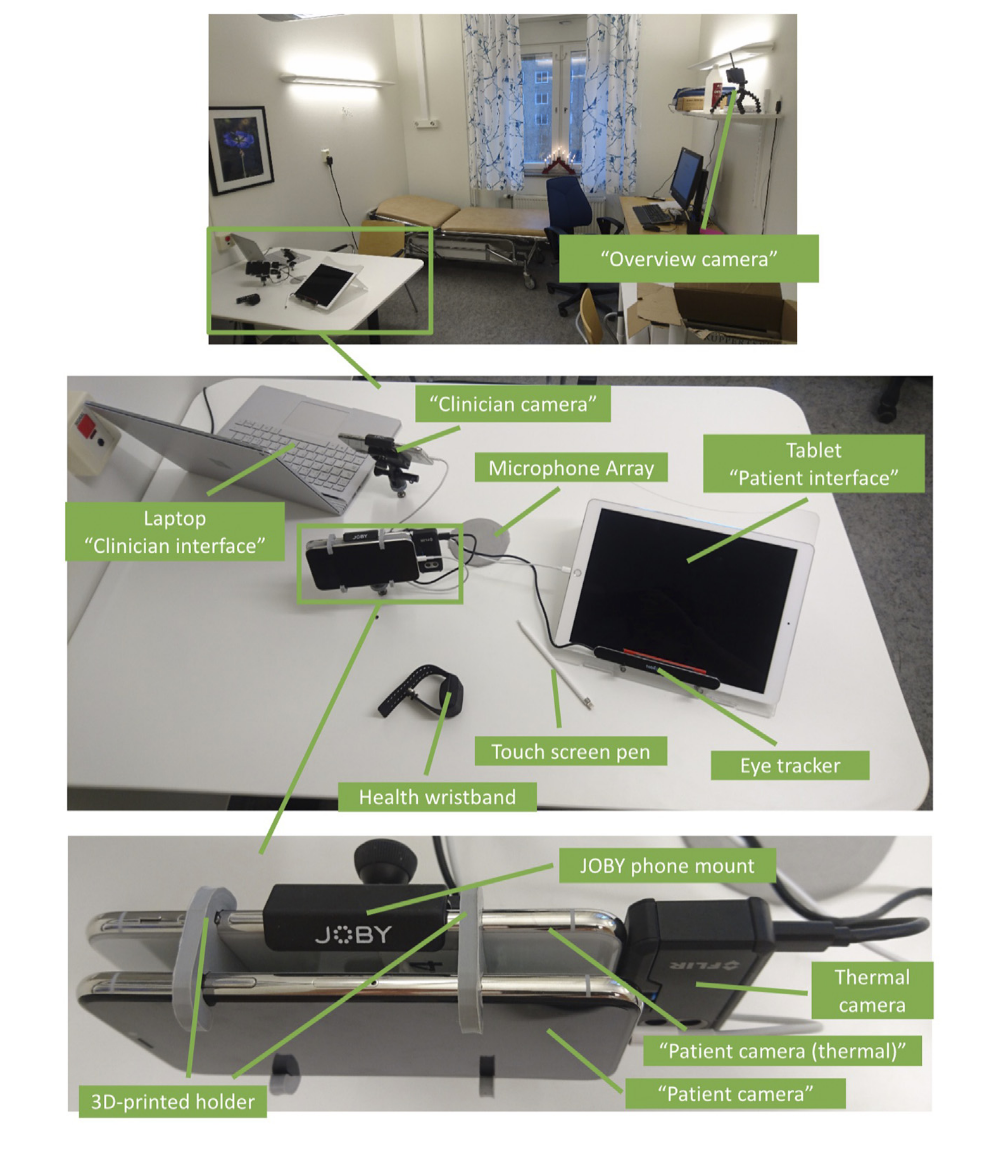 “Overview camera”
“Clinician camera”
Tablet
“Patient interface”
Microphone Array
Laptop
“Clinician interface”
JOBY
Touch screen pen
Eye tracker
Health wristband
JOBY phone mount
JOBY
FLIR
Thermal
camera
“Patient camera (thermal)”
“Patient camera”
3D-printed holder